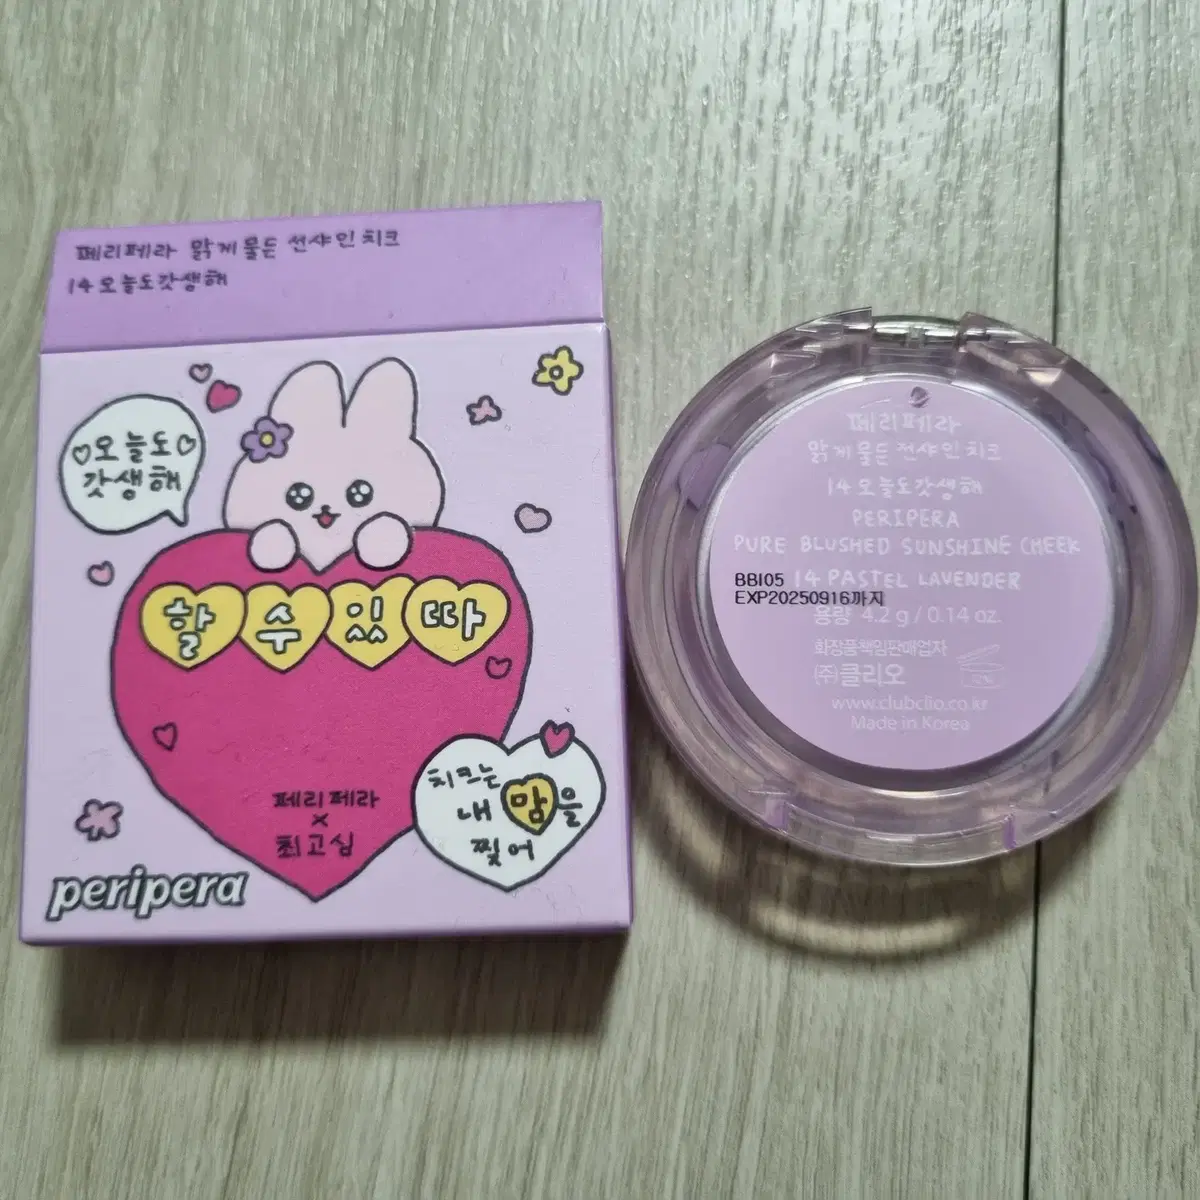 페리페라 맑게물든 선샤인치크
14 오늘도갓생해
오늘도
갓생해
할 수 있 따
페리페라
x
최고심
치크는
내 맘을
찢어
peripera
페리페라
맑게물든 선샤인치크
14 오늘도갓생해
PERIPERA
PURE BLUSHED SUNSHINE CHEEK
14 PASTEL LAVENDER
BBI05
EXP20250916까지
용량 4.2 g / 0.14 oz.
화장품책임판매업자
㈜클리오
www.clubclio.co.kr
Made in Korea